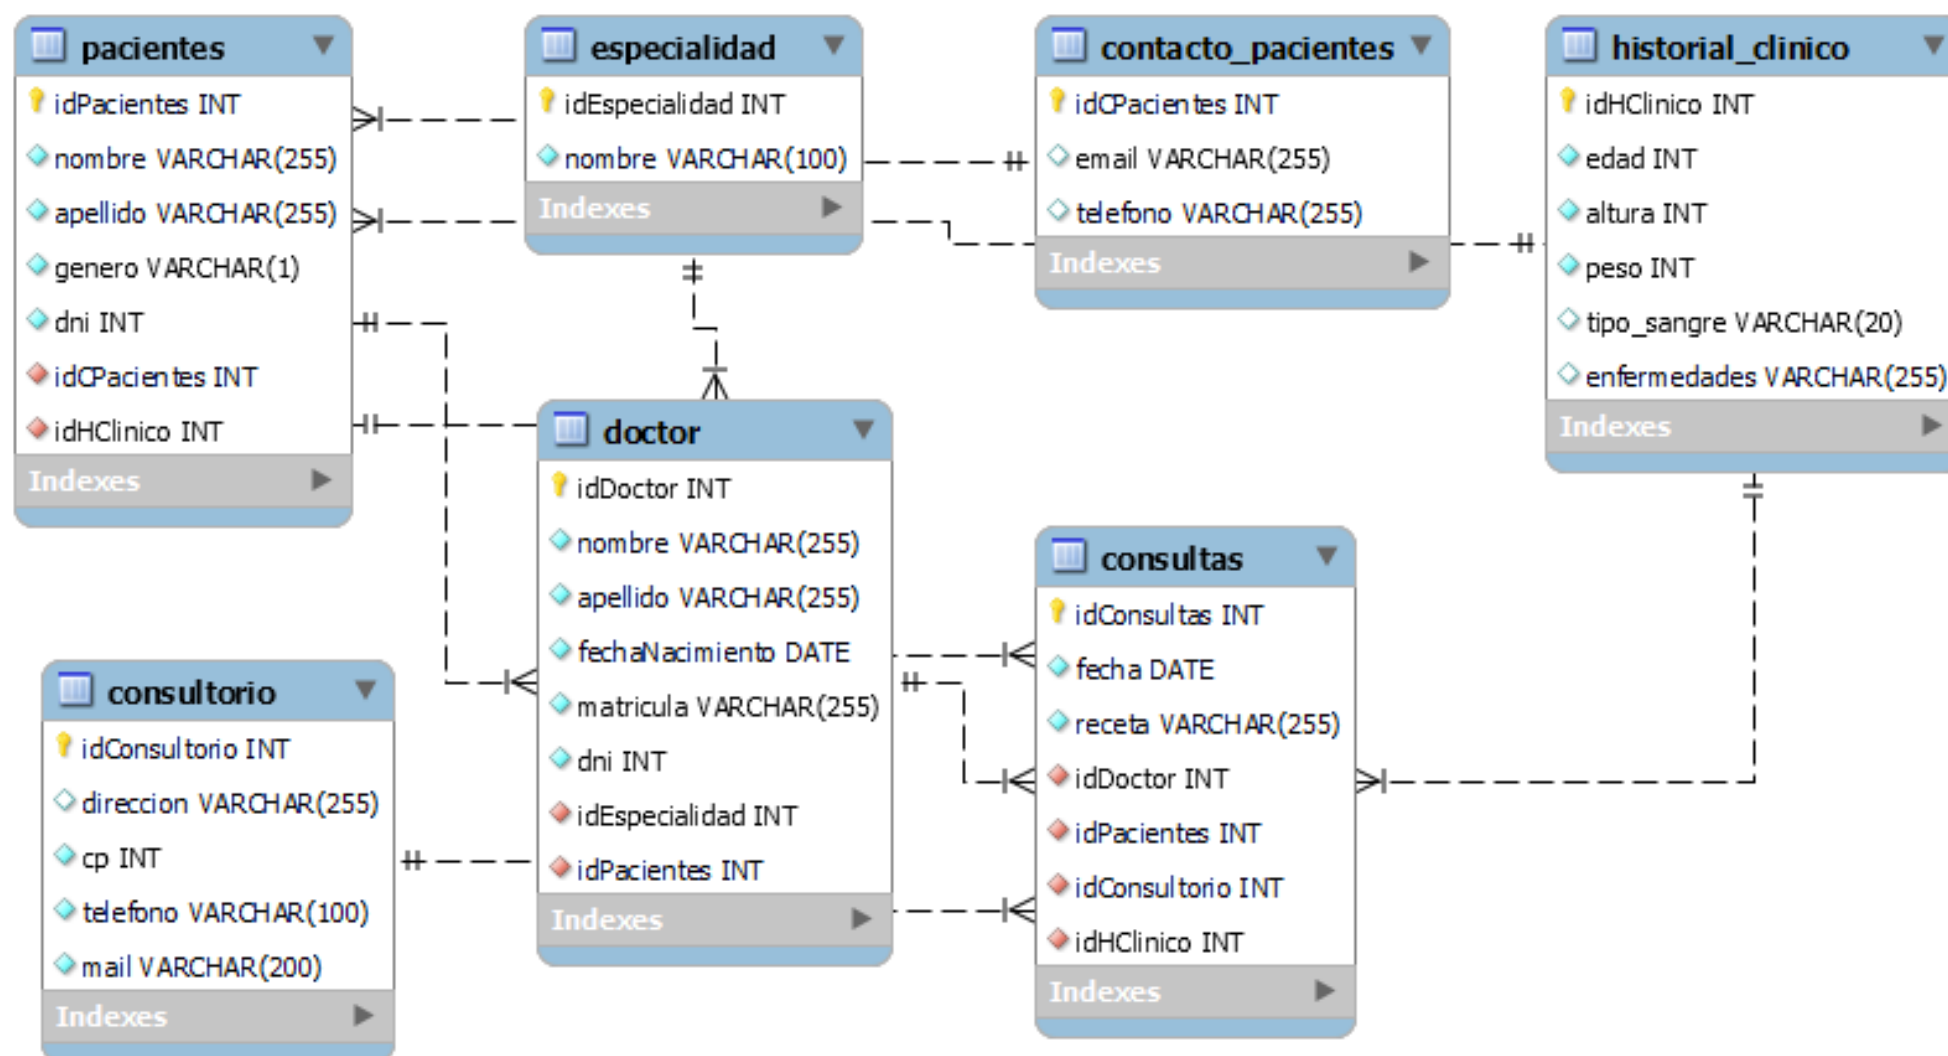 pacientes
idPacientes INT
nombre VARCHAR(255)
apellido VARCHAR(255)
genero VARCHAR(1)
dni INT
idCPacientes INT
idHClinico INT
Indexes
especialidad
idEspecialidad INT
nombre VARCHAR(100)
Indexes
contacto_pacientes
idCPacientes INT
email VARCHAR(255)
telefono VARCHAR(255)
Indexes
historial_clinico
idHClinico INT
edad INT
altura INT
peso INT
tipo_sangre VARCHAR(20)
enfermedades VARCHAR(255)
Indexes
doctor
idDoctor INT
nombre VARCHAR(255)
apellido VARCHAR(255)
fechaNacimiento DATE
matricula VARCHAR(255)
dni INT
idEspecialidad INT
idPacientes INT
Indexes
consultas
idConsultas INT
fecha DATE
receta VARCHAR(255)
idDoctor INT
idPacientes INT
idConsultorio INT
idHClinico INT
Indexes
consultorio
idConsultorio INT
direccion VARCHAR(255)
cp INT
telefono VARCHAR(100)
mail VARCHAR(200)
Indexes